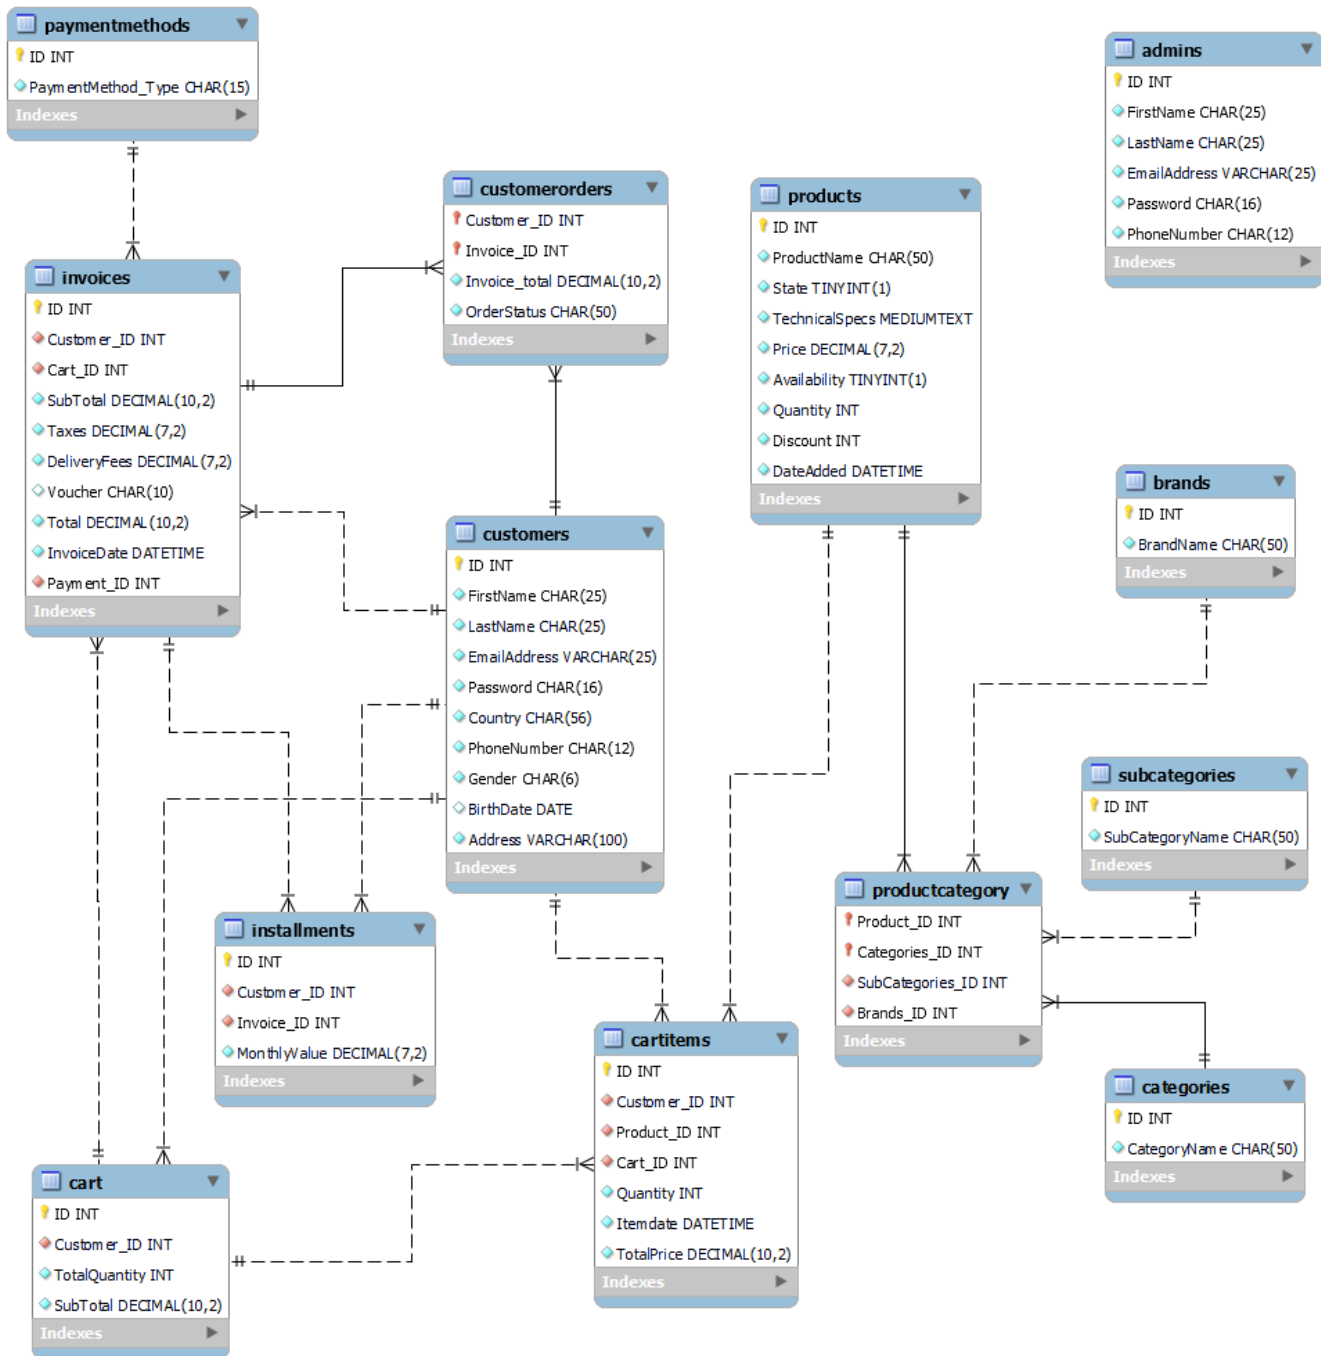 paymentmethods
ID INT
PaymentMethod_Type CHAR(15)
Indexes
admins
ID INT
FirstName CHAR(25)
LastName CHAR(25)
EmailAddress VARCHAR(25)
Password CHAR(16)
PhoneNumber CHAR(12)
Indexes
customerorders
Customer_ID INT
Invoice_ID INT
Invoice_total DECIMAL(10,2)
OrderStatus CHAR(50)
Indexes
products
ID INT
ProductName CHAR(50)
State TINYINT(1)
TechnicalSpecs MEDIUMTEXT
Price DECIMAL(7,2)
Availability TINYINT(1)
Quantity INT
Discount INT
DateAdded DATETIME
Indexes
invoices
ID INT
Customer_ID INT
Cart_ID INT
SubTotal DECIMAL(10,2)
Taxes DECIMAL(7,2)
DeliveryFees DECIMAL(7,2)
Voucher CHAR(10)
Total DECIMAL(10,2)
InvoiceDate DATETIME
Payment_ID INT
Indexes
brands
ID INT
BrandName CHAR(50)
Indexes
customers
ID INT
FirstName CHAR(25)
LastName CHAR(25)
EmailAddress VARCHAR(25)
Password CHAR(16)
Country CHAR(56)
PhoneNumber CHAR(12)
Gender CHAR(6)
BirthDate DATE
Address VARCHAR(100)
Indexes
subcategories
ID INT
SubCategoryName CHAR(50)
Indexes
productcategory
Product_ID INT
Categories_ID INT
SubCategories_ID INT
Brands_ID INT
Indexes
installments
ID INT
Customer_ID INT
Invoice_ID INT
MonthlyValue DECIMAL(7,2)
Indexes
cartitems
ID INT
Customer_ID INT
Product_ID INT
Cart_ID INT
Quantity INT
Itemdate DATETIME
TotalPrice DECIMAL(10,2)
Indexes
categories
ID INT
CategoryName CHAR(50)
Indexes
cart
ID INT
Customer_ID INT
TotalQuantity INT
SubTotal DECIMAL(10,2)
Indexes